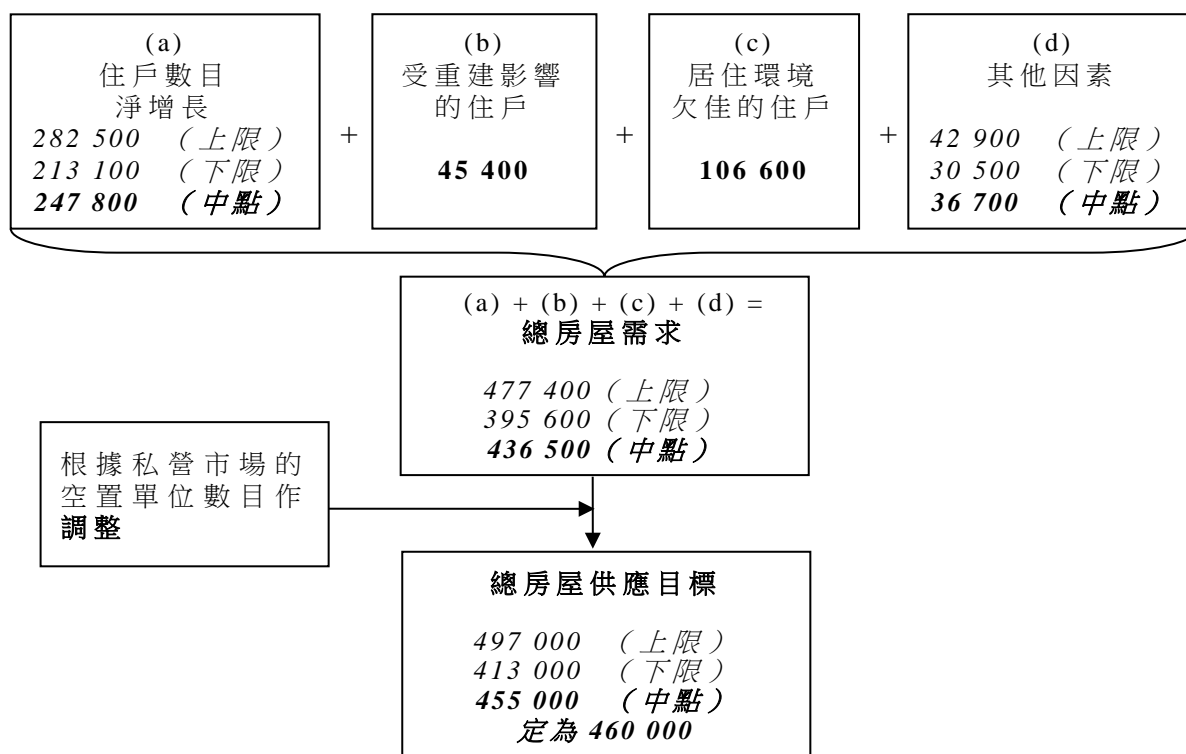 (a)
住戶數目
淨增長
282 500 (上限)
213 100 (下限)
247 800 (中點)
+
(b)
受重建影響
的住戶
45 400
+
(c)
居住環境
欠佳的住戶
106 600
+
(d)
其他因素
42 900 (上限)
30 500 (下限)
36 700 (中點)
(a) + (b) + (c) + (d) =
總房屋需求
477 400 (上限)
395 600 (下限)
436 500 (中點)
根據私營市場的
空置單位數目作
調整
總房屋供應目標
497 000 (上限)
413 000 (下限)
455 000 (中點)
定為 460 000